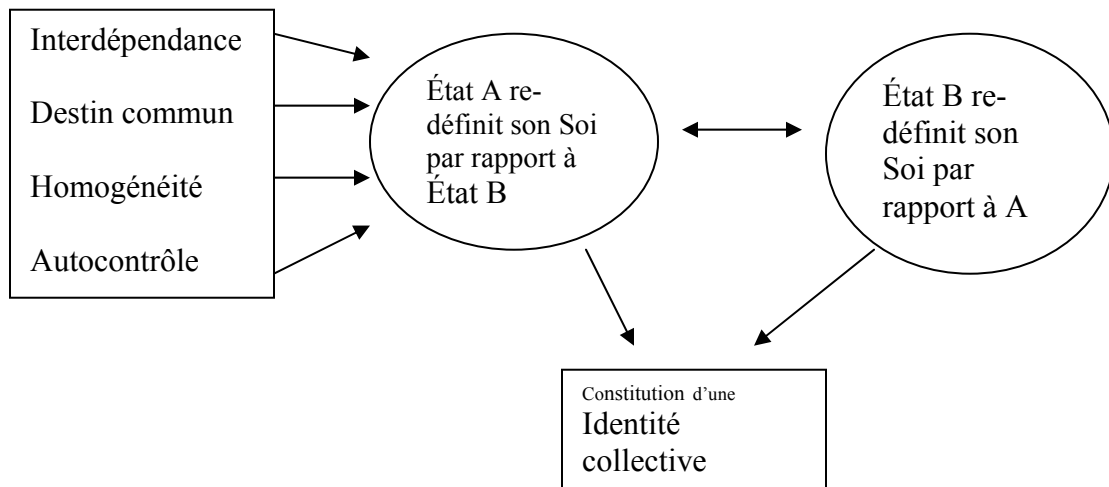 Interdépendance
Destin commun
Homogénéité
Autocontrôle
État A re-
définit son Soi
par rapport à
État B
État B re-
définit son
Soi par
rapport à A
Constitution d'une
Identité
collective